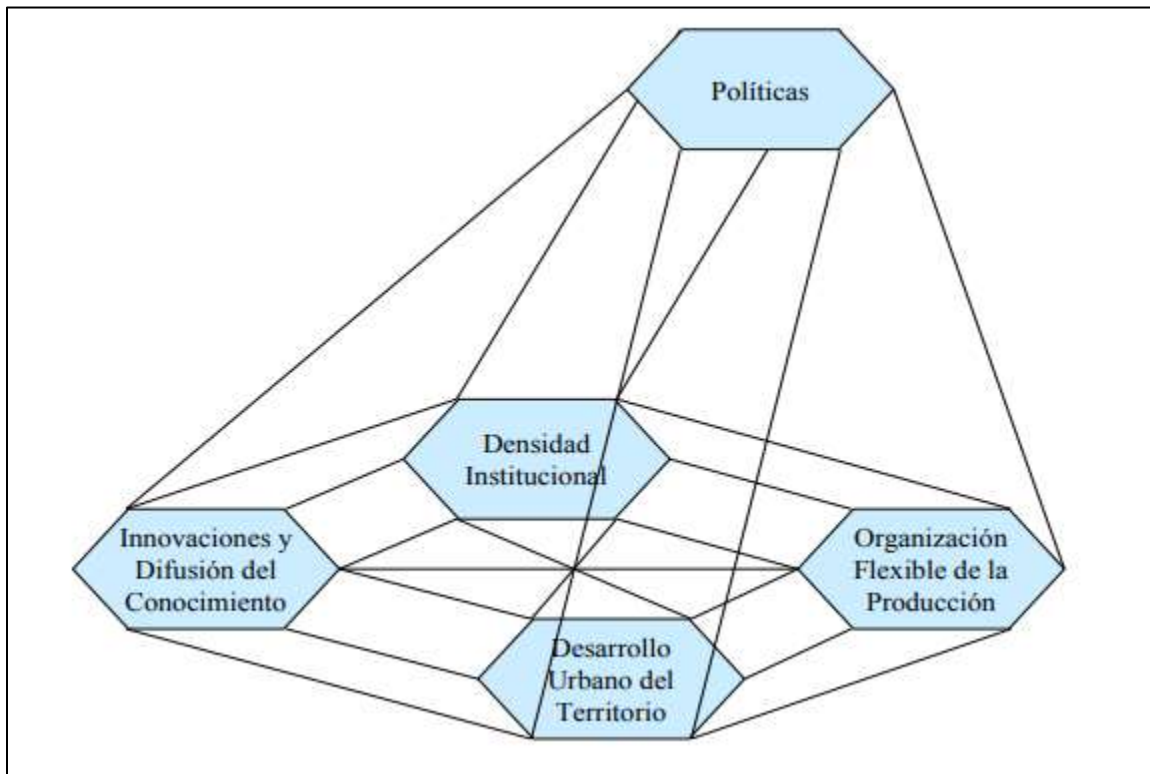 Políticas
Densidad
Institucional
Innovaciones y
Difusión del
Conocimiento
Organización
Flexible de la
Producción
Desarrollo
Urbano del
Territorio